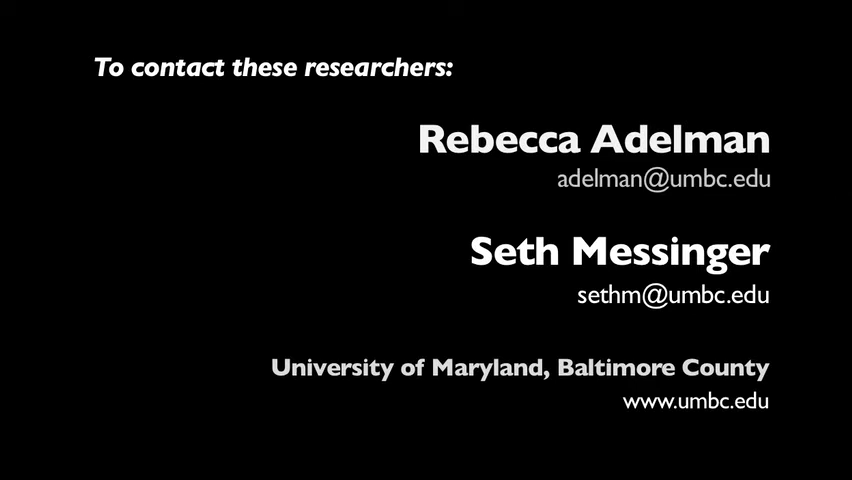 To contact these researchers:
Rebecca Adelman
adelman@umbc.edu
Seth Messinger
sethm@umbc.edu
University of Maryland, Baltimore County
www.umbc.edu